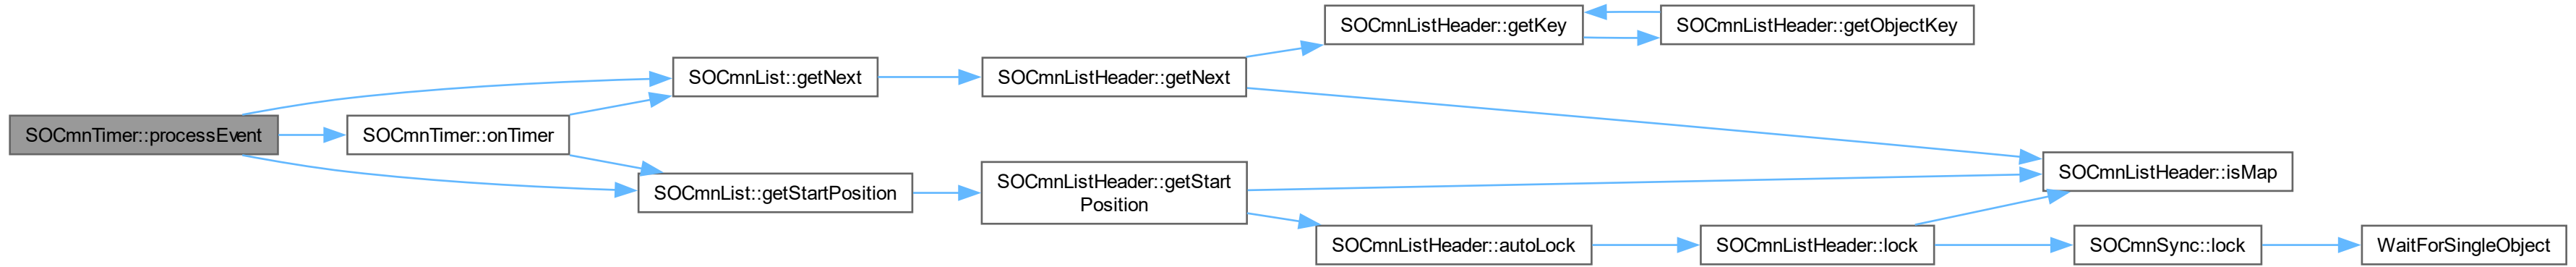 SOCmnTimer::processEvent
SOCmnTimer::onTimer
SOCmnList::getNext
SOCmnListHeader::getNext
SOCmnListHeader::getKey
SOCmnListHeader::getObjectKey
SOCmnList::getStartPosition
SOCmnListHeader::getStart
Position
SOCmnListHeader::isMap
SOCmnListHeader::autoLock
SOCmnListHeader::lock
SOCmnSync::lock
WaitForSingleObject